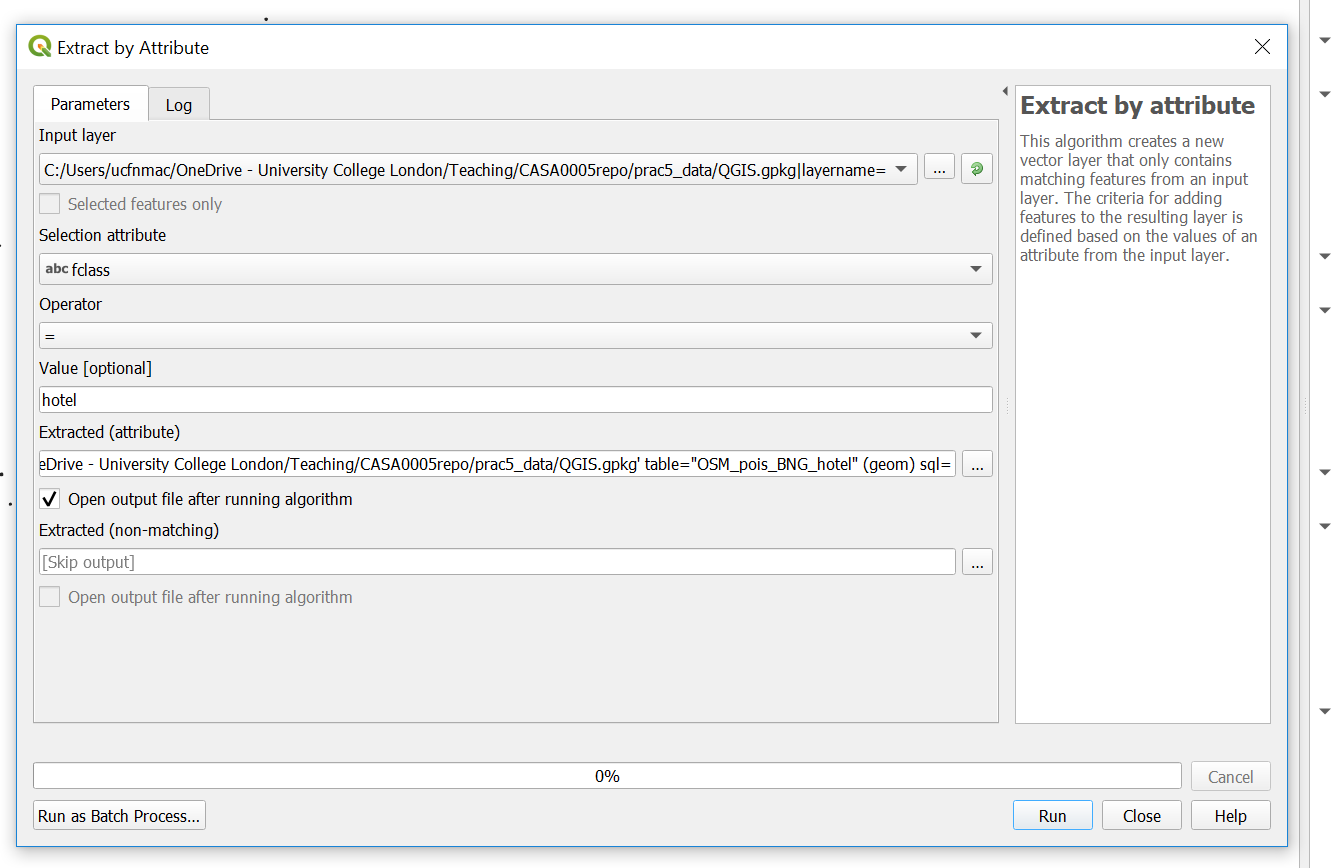 Extract by Attribute
Parameters
Log
Input layer
C:/Users/ucfnmac/OneDrive - University College London/Teaching/CASA0005repo/prac5_data/QGIS.gpkg|layername=
...
Selected features only
Selection attribute
abc fclass
Operator
=
Value [optional]
hotel
Extracted (attribute)
eDrive - University College London/Teaching/CASA0005repo/prac5_data/QGIS.gpkg' table="OSM_pois_BNG_hotel" (geom) sql=
...
Open output file after running algorithm
Extracted (non-matching)
[Skip output]
...
Open output file after running algorithm
Extract by attribute
This algorithm creates a new
vector layer that only contains
matching features from an input
layer. The criteria for adding
features to the resulting layer is
defined based on the values of an
attribute from the input layer.
0%
Cancel
Run as Batch Process...
Run
Close
Help